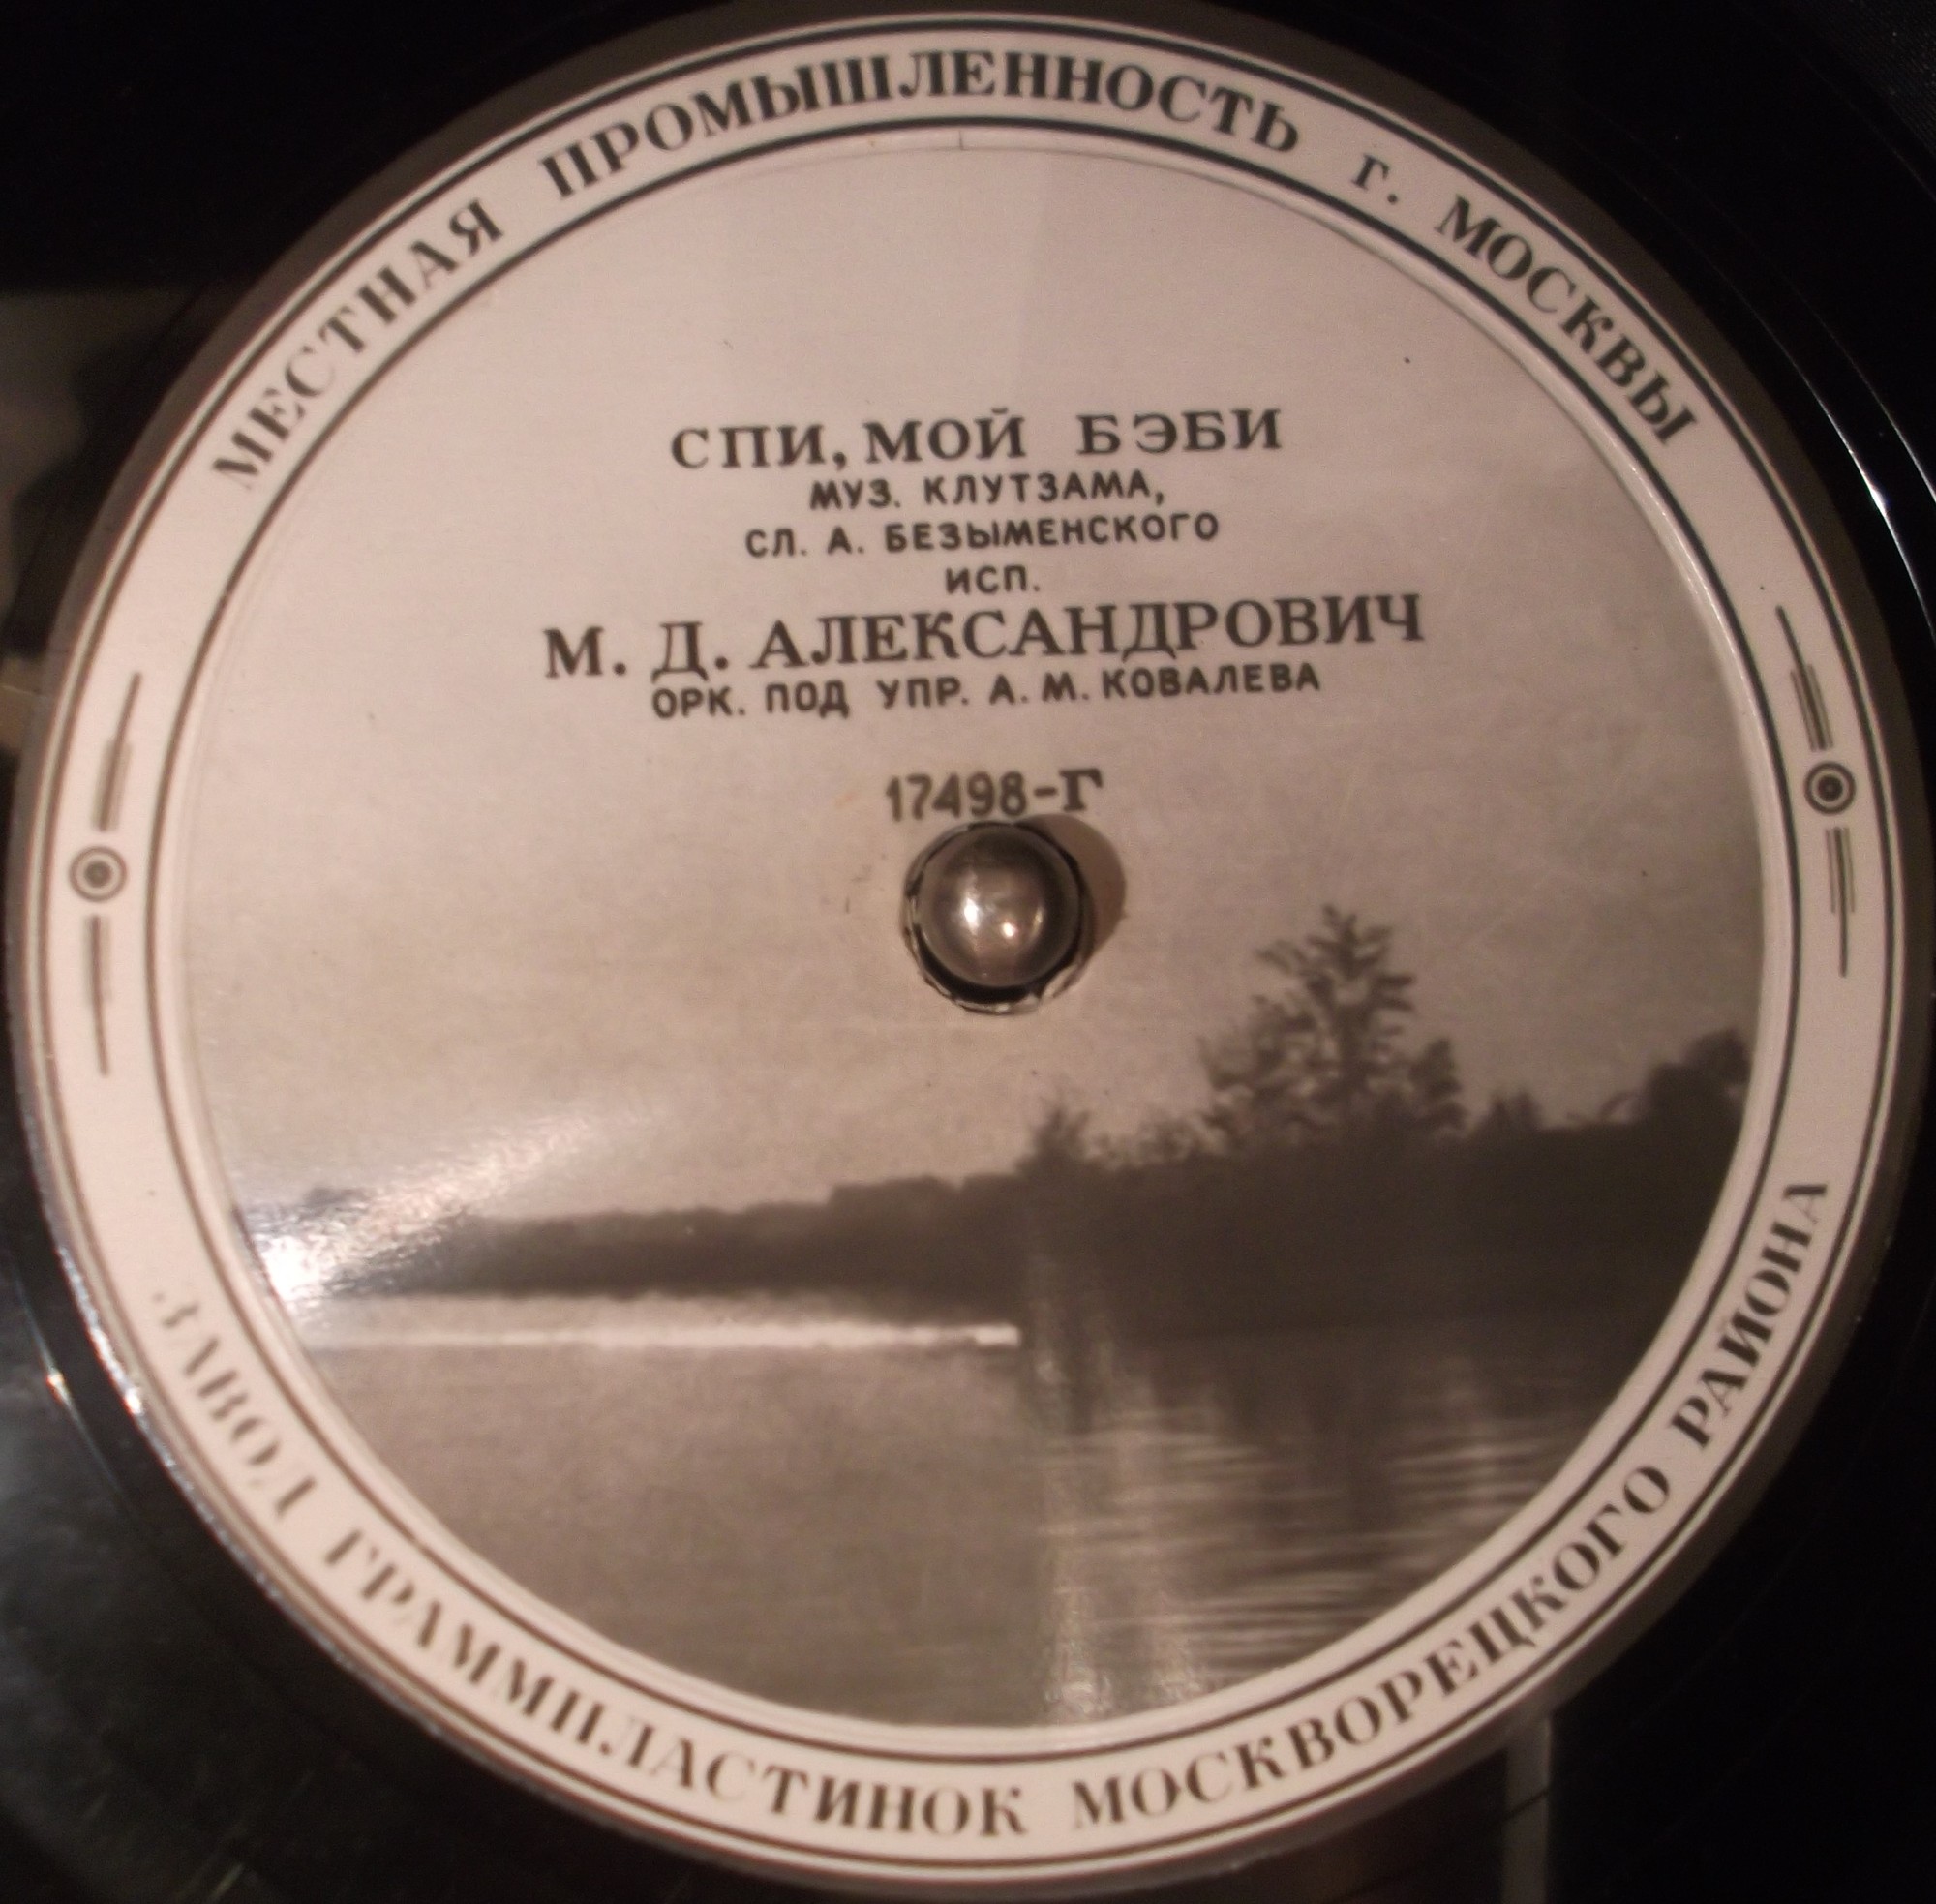 МЕСТНАЯ ПРОМЫШЛЕННОСТЬ г. МОСКВЫ
СПИ, МОЙ БЭБИ
МУЗ. КЛУТЗАМА,
СЛ. А. БЕЗЫМЕНСКОГО
ИСП.
М. Д. АЛЕКСАНДРОВИЧ
ОРК. ПОД УПР. А. М. КОВАЛЕВА
17498-Г
ЗАВОД ГРАММПЛАСТИНОК МОСКВОРЕЦКОГО РАЙОНА